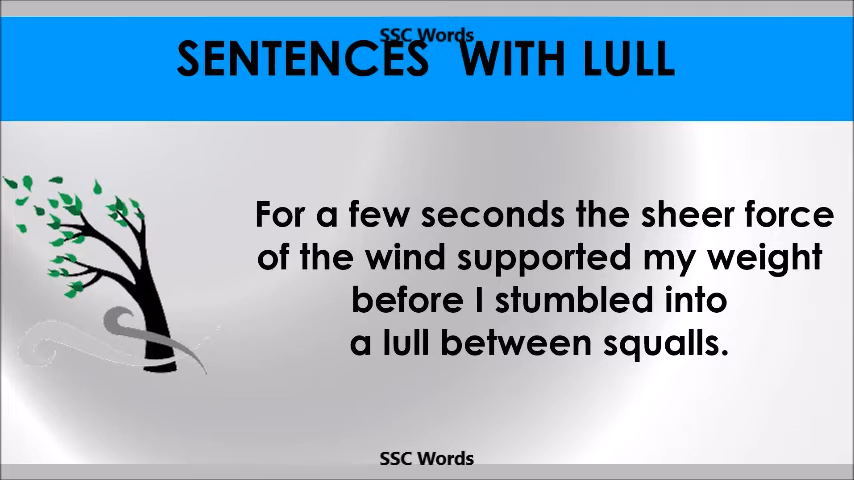 SSC Words
SENTENCES WITH LULL
For a few seconds the sheer force
of the wind supported my weight
before I stumbled into
a lull between squalls.
SSC Words